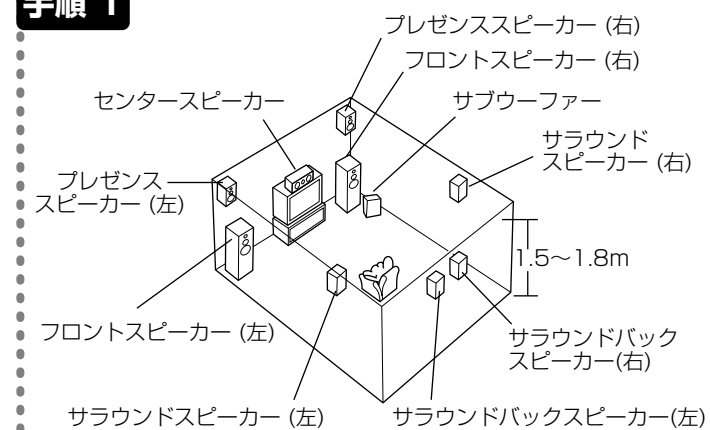 手順 1
プレゼンススピーカー (右)
フロントスピーカー (右)
センタースピーカー
サブウーファー
サラウンド
スピーカー (右)
プレゼンス
スピーカー (左)
1.5～1.8m
フロントスピーカー (左)
サラウンドバック
スピーカー(右)
サラウンドスピーカー (左)
サラウンドバックスピーカー(左)